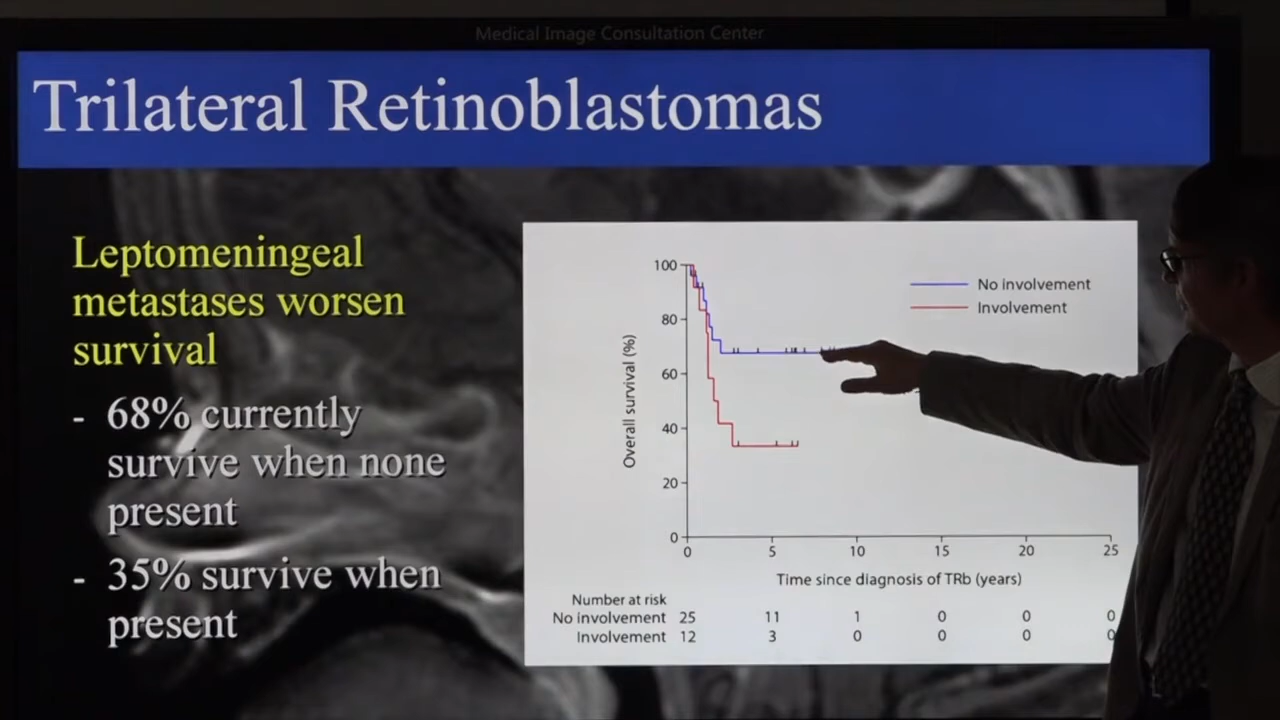 Medical Image Consultation Center
Trilateral Retinoblastomas
Leptomeningeal
metastases worsen
survival
- 68% currently
survive when none
present
- 35% survive when
present
100
80
60
40
20
0
Overall survival (%)
No involvement
Involvement
0 5 10 15 20 25
Time since diagnosis of TRb (years)
Number at risk
No involvement 25 11 1 0 0 0
Involvement 12 3 0 0 0 0